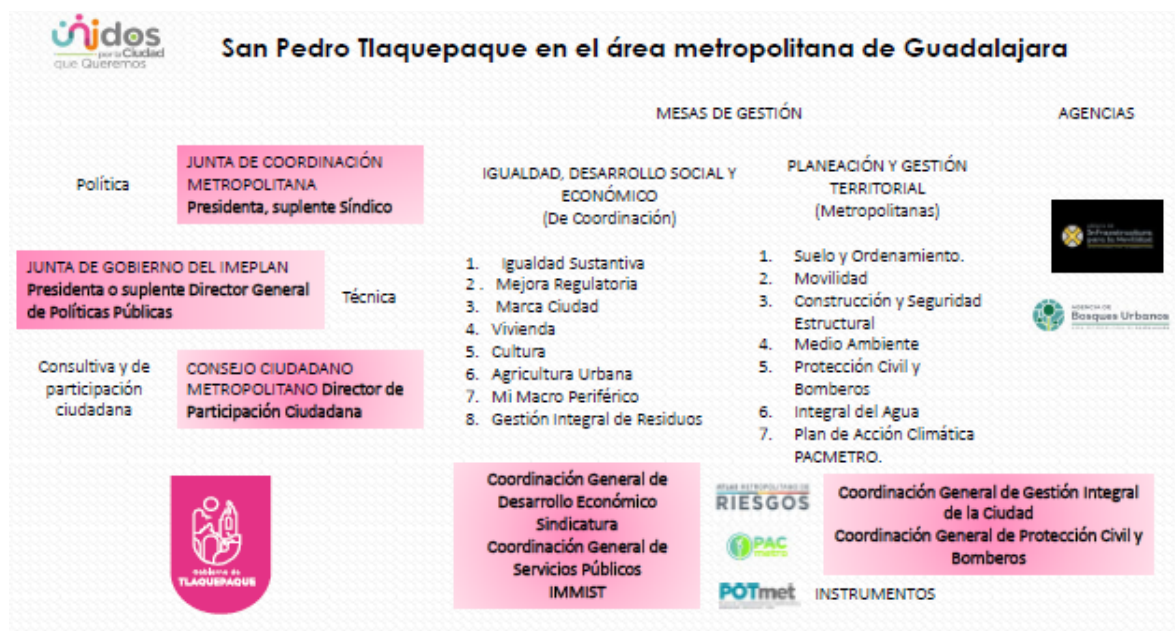 Unidos
por la Ciudad
que Queremos
San Pedro Tlaquepaque en el área metropolitana de Guadalajara
MESAS DE GESTIÓN
AGENCIAS
Política
JUNTA DE COORDINACIÓN
METROPOLITANA
Presidenta, suplente Síndico
JUNTA DE GOBIERNO DEL IMEPLAN
Presidenta o suplente Director General
de Políticas Públicas
Técnica
Consultiva y de
participación
ciudadana
CONSEJO CIUDADANO
METROPOLITANO Director de
Participación Ciudadana
IGUALDAD, DESARROLLO SOCIAL Y
ECONÓMICO
(De Coordinación)
1. Igualdad Sustantiva
2 . Mejora Regulatoria
3. Marca Ciudad
4. Vivienda
5. Cultura
6. Agricultura Urbana
7. Mi Macro Periférico
8. Gestión Integral de Residuos
PLANEACIÓN Y GESTIÓN
TERRITORIAL
(Metropolitanas)
1. Suelo y Ordenamiento.
2. Movilidad
3. Construcción y Seguridad
Estructural
4. Medio Ambiente
5. Protección Civil y
Bomberos
6. Integral del Agua
7. Plan de Acción Climática
PACMETRO.
Infraestructura
para la Movilidad
AGENCIA DE
Bosques Urbanos
Gobierno de
TLAQUEPAQUE
Coordinación General de
Desarrollo Económico
Sindicatura
Coordinación General de
Servicios Públicos
IMMIST
ATLAS METROPOLITANO DE
RIESGOS
PAC
metro
POTmet
INSTRUMENTOS
Coordinación General de Gestión Integral
de la Ciudad
Coordinación General de Protección Civil y
Bomberos